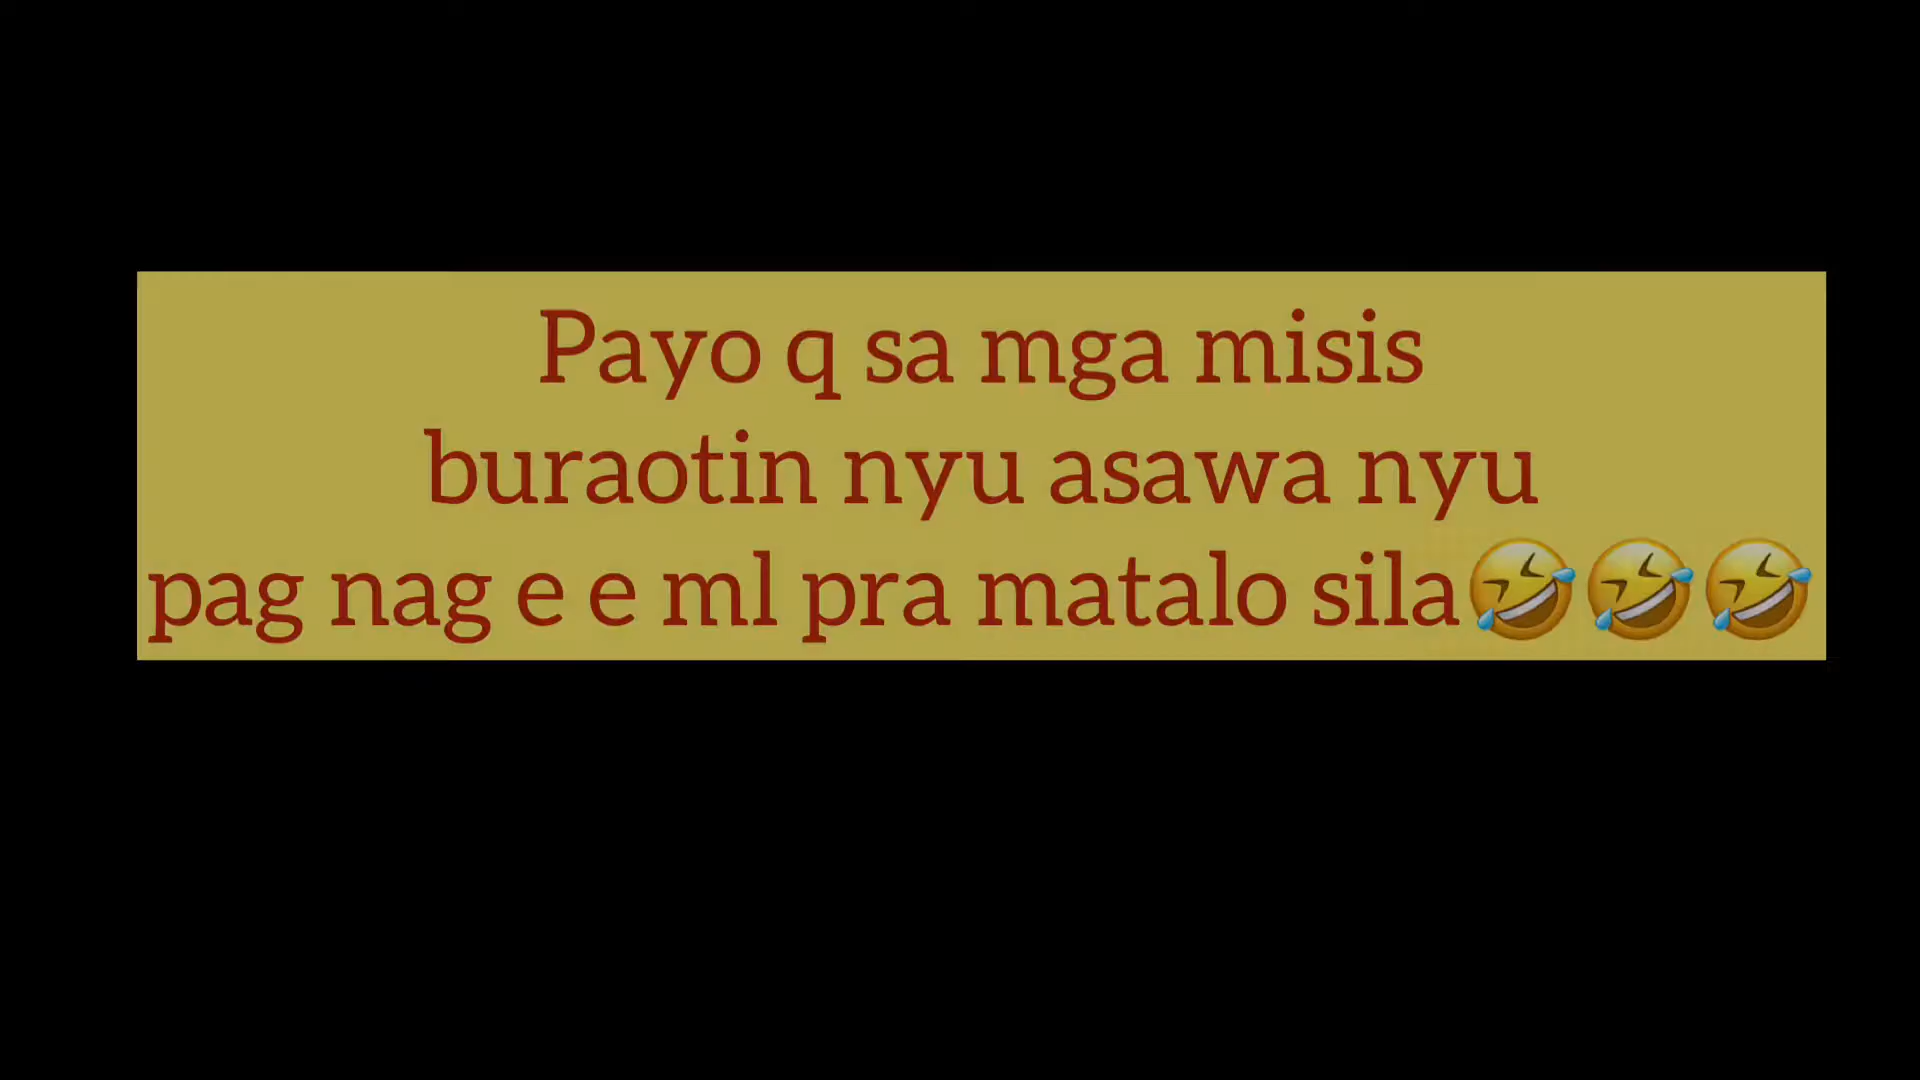 Payo q sa mga misis
buraotin nyu asawa nyu
pag nag e e ml pra matalo sila🤣🤣🤣